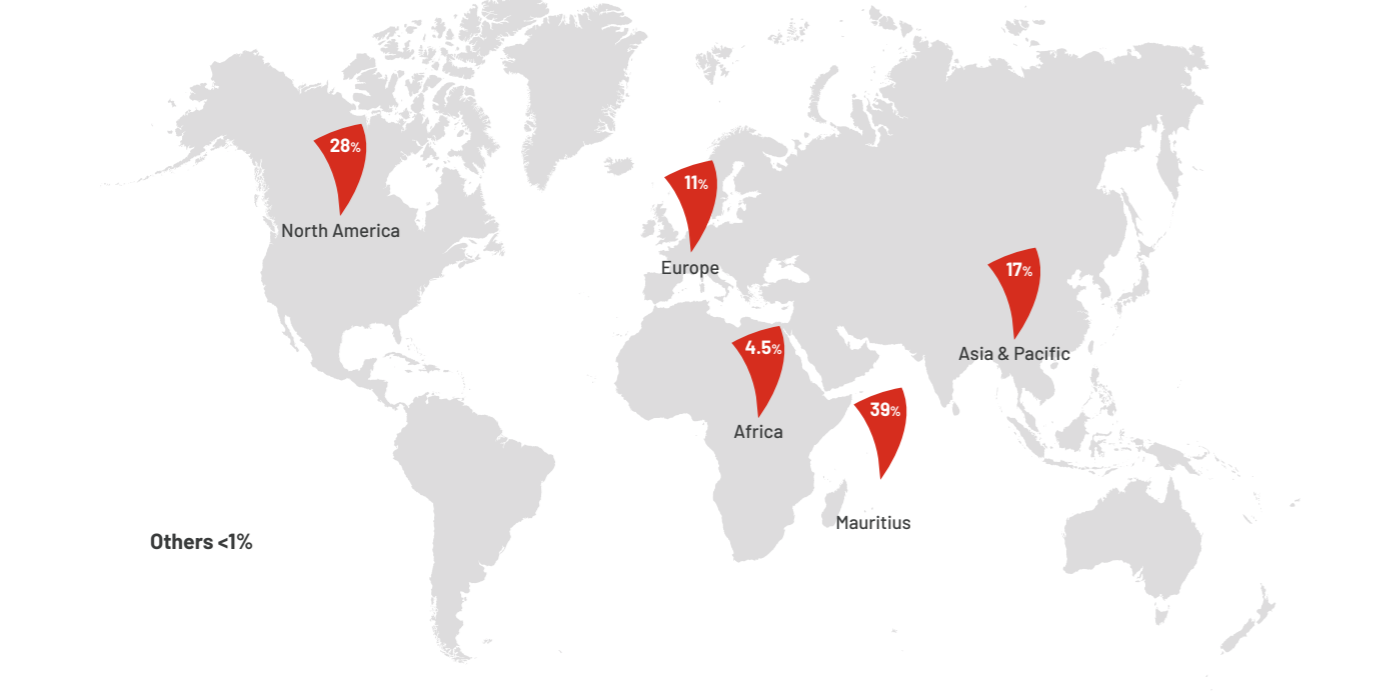 28%
North America
11%
Europe
17%
Asia & Pacific
4.5%
Africa
39%
Mauritius
Others <1%